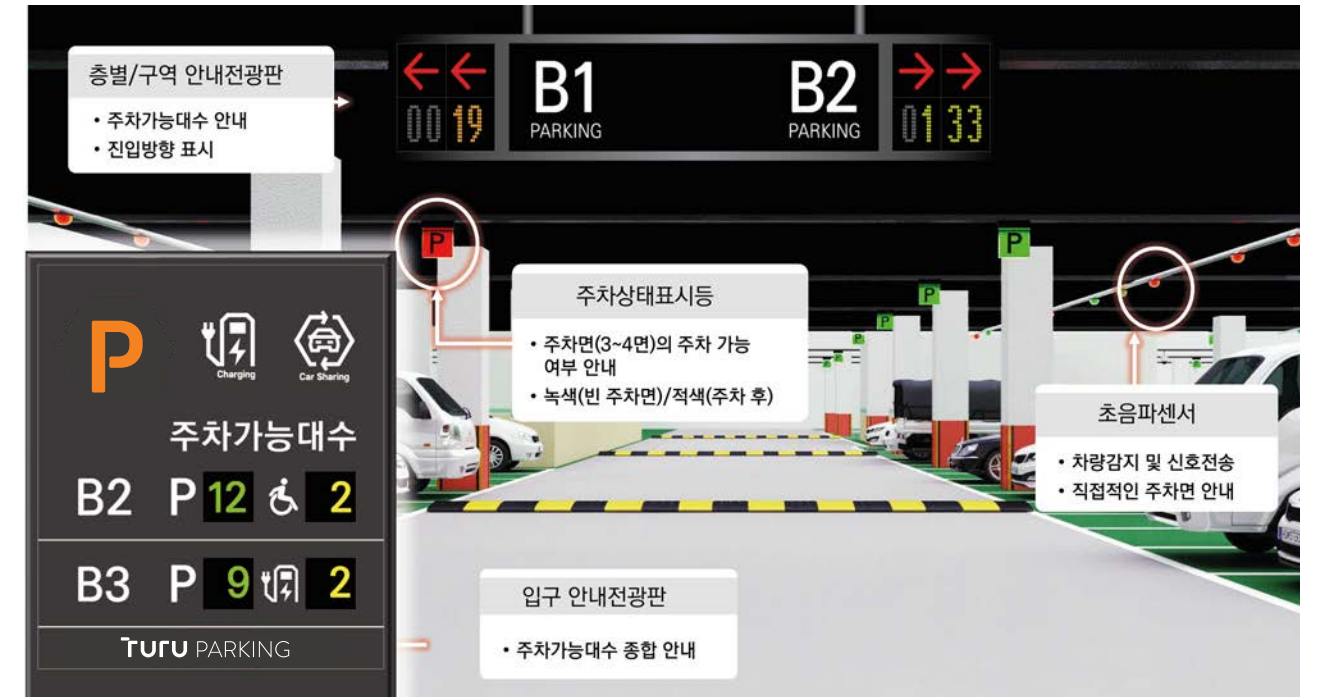 층별/구역 안내전광판
• 주차가능대수 안내
• 진입방향 표시
00 19
B1
PARKING
B2
PARKING
01 33
P
P
P
P
P
주차상태표시등
• 주차면(3~4면)의 주차 가능
여부 안내
• 녹색(빈 주차면)/적색(주차 후)
초음파센서
• 차량감지 및 신호전송
• 직접적인 주차면 안내
P
Charging
Car Sharing
주차가능대수
B2 P 12 2
B3 P 9 2
TURU PARKING
입구 안내전광판
• 주차가능대수 종합 안내